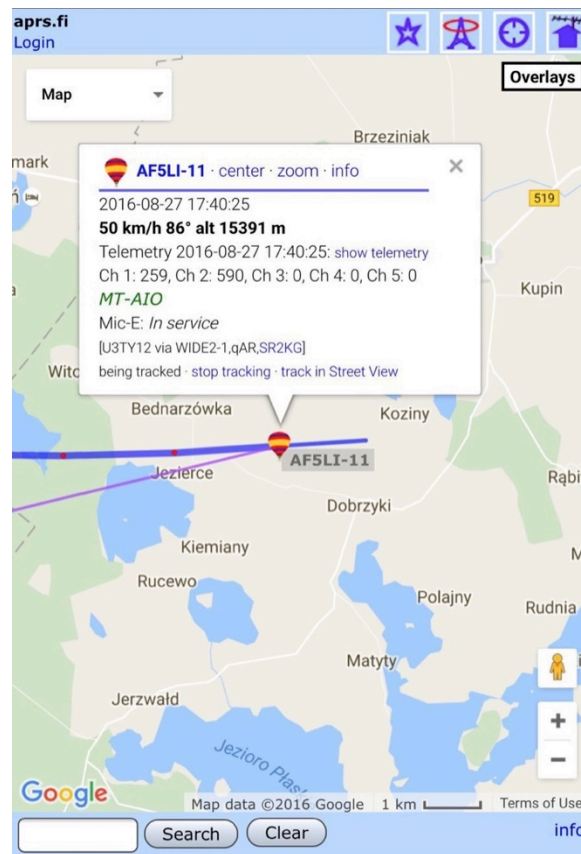 aprs.fi
Login
Overlays
Map
Brzeziniak
mark
519
AF5LI-11 · center · zoom · info
2016-08-27 17:40:25
50 km/h 86° alt 15391 m
Telemetry 2016-08-27 17:40:25: show telemetry
Ch 1: 259, Ch 2: 590, Ch 3: 0, Ch 4: 0, Ch 5: 0
MT-AIO
Mic-E: In service
[U3TY12 via WIDE2-1,qAR,SR2KG]
being tracked · stop tracking · track in Street View
Kupin
Wito
Bednarzówka
Koziny
AF5LI-11
Jezierce
Rąbi
Dobrzyki
Kiemiany
Rucewo
Polajny
Rudnia
Matyty
Jerzwałd
Jezioro Płas
Google
Map data ©2016 Google 1 km Terms of Use
Search Clear info